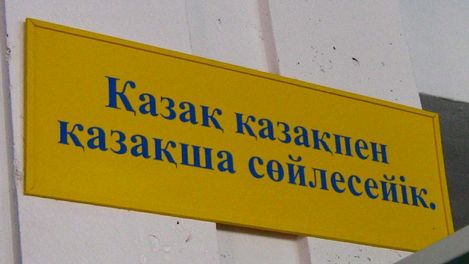 Қазақ қазақпен
қазақша сөйлесейік.